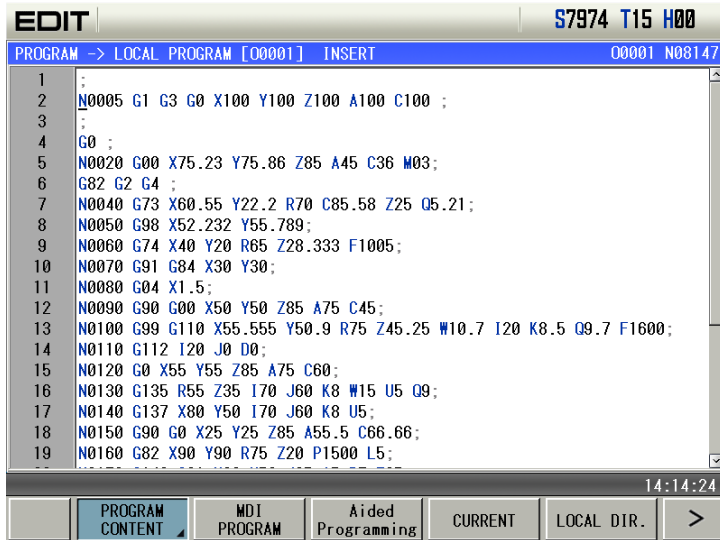 EDIT S7974 T15 H00
PROGRAM -> LOCAL PROGRAM [O0001] INSERT O0001 N08147
1 ;
2 N0005 G1 G3 G0 X100 Y100 Z100 A100 C100 ;
3 ;
4 G0 ;
5 N0020 G00 X75.23 Y75.86 Z85 A45 C36 M03;
6 G82 G2 G4 ;
7 N0040 G73 X60.55 Y22.2 R70 C85.58 Z25 Q5.21;
8 N0050 G98 X52.232 Y55.789;
9 N0060 G74 X40 Y20 R65 Z28.333 F1005;
10 N0070 G91 G84 X30 Y30;
11 N0080 G04 X1.5;
12 N0090 G90 G00 X50 Y50 Z85 A75 C45;
13 N0100 G99 G110 X55.555 Y50.9 R75 Z45.25 W10.7 I20 K8.5 Q9.7 F1600;
14 N0110 G112 I20 J0 D0;
15 N0120 G0 X55 Y55 Z85 A75 C60;
16 N0130 G135 R55 Z35 I70 J60 K8 W15 U5 Q9;
17 N0140 G137 X80 Y50 I70 J60 K8 U5;
18 N0150 G90 G0 X25 Y25 Z85 A55.5 C66.66;
19 N0160 G82 X90 Y90 R75 Z20 P1500 L5;
14:14:24
PROGRAM CONTENT
MDI PROGRAM
Aided Programming
CURRENT
LOCAL DIR.
>